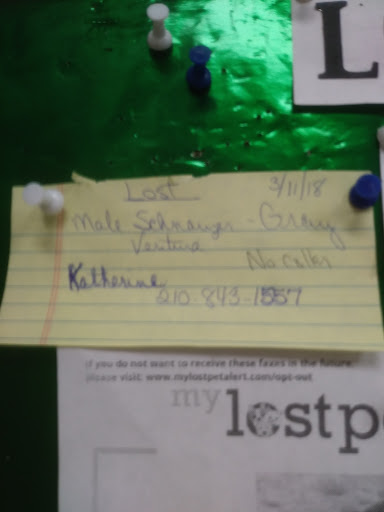 L
Lost 3/11/18
Male Schnauzer - Gray
Ventura
No Collar
Katherine
210-843-1557
If you do not want to receive these faxes in the future,
please visit: www.mylostpetalert.com/opt-out
my lostp